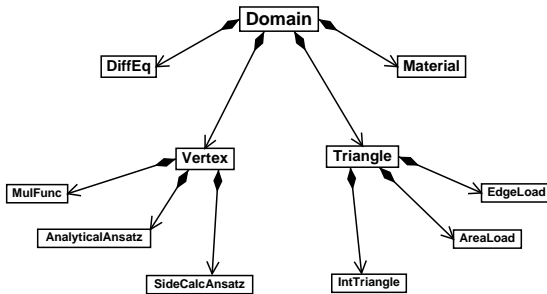 Domain
DiffEq
Material
Vertex
Triangle
MulFunc
EdgeLoad
AnalyticalAnsatz
AreaLoad
SideCalcAnsatz
IntTriangle